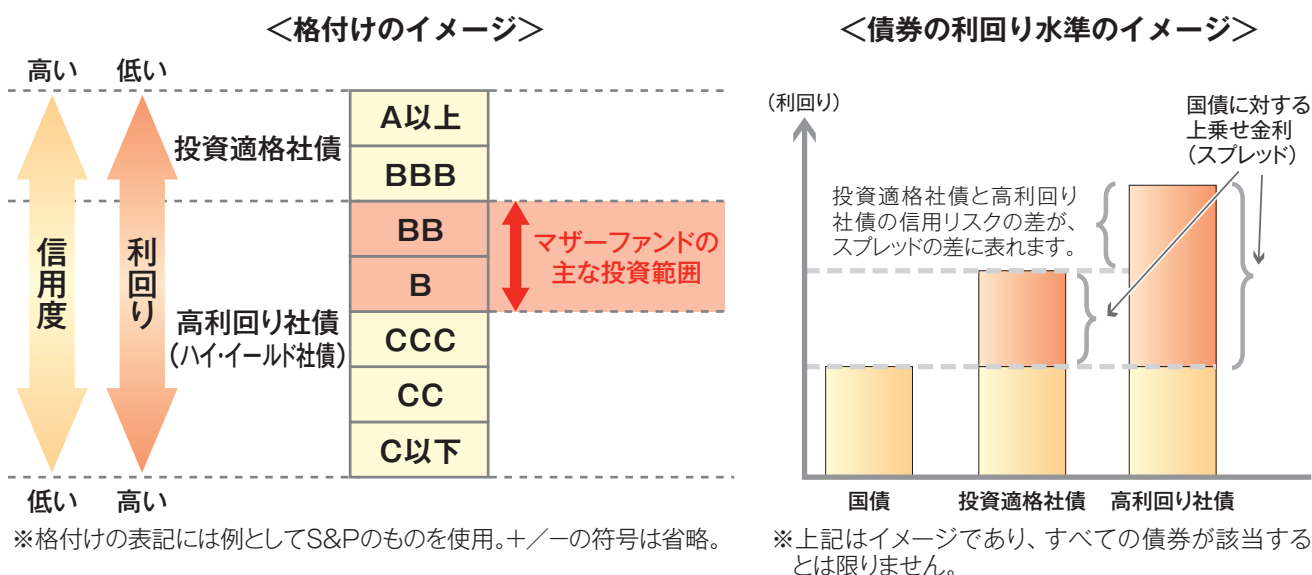 ＜格付けのイメージ＞
高い 低い
投資適格社債
A以上
BBB
BB
B
CCC
CC
C以下
信用度
利回り
高利回り社債
（ハイ・イールド社債）
マザーファンドの
主な投資範囲
低い 高い
※格付けの表記には例としてS&Pのものを使用。＋／－の符号は省略。
＜債券の利回り水準のイメージ＞
（利回り）
国債に対する
上乗せ金利
（スプレッド）
投資適格社債と高利回り
社債の信用リスクの差が、
スプレッドの差に表れます。
国債 投資適格社債 高利回り社債
※上記はイメージであり、すべての債券が該当する
とは限りません。